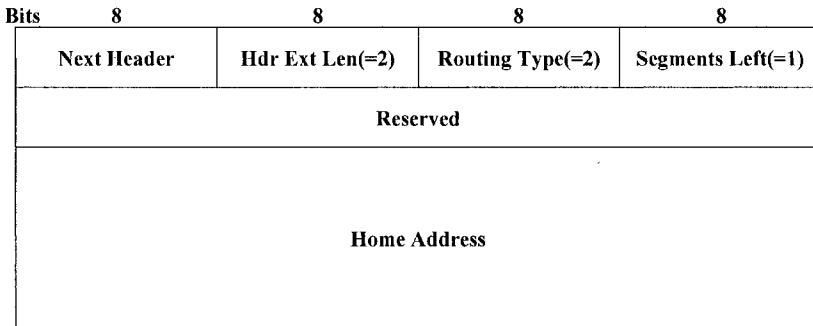 Bits 8 8 8 8
Next Header Hdr Ext Len(=2) Routing Type(=2) Segments Left(=1)
Reserved
Home Address